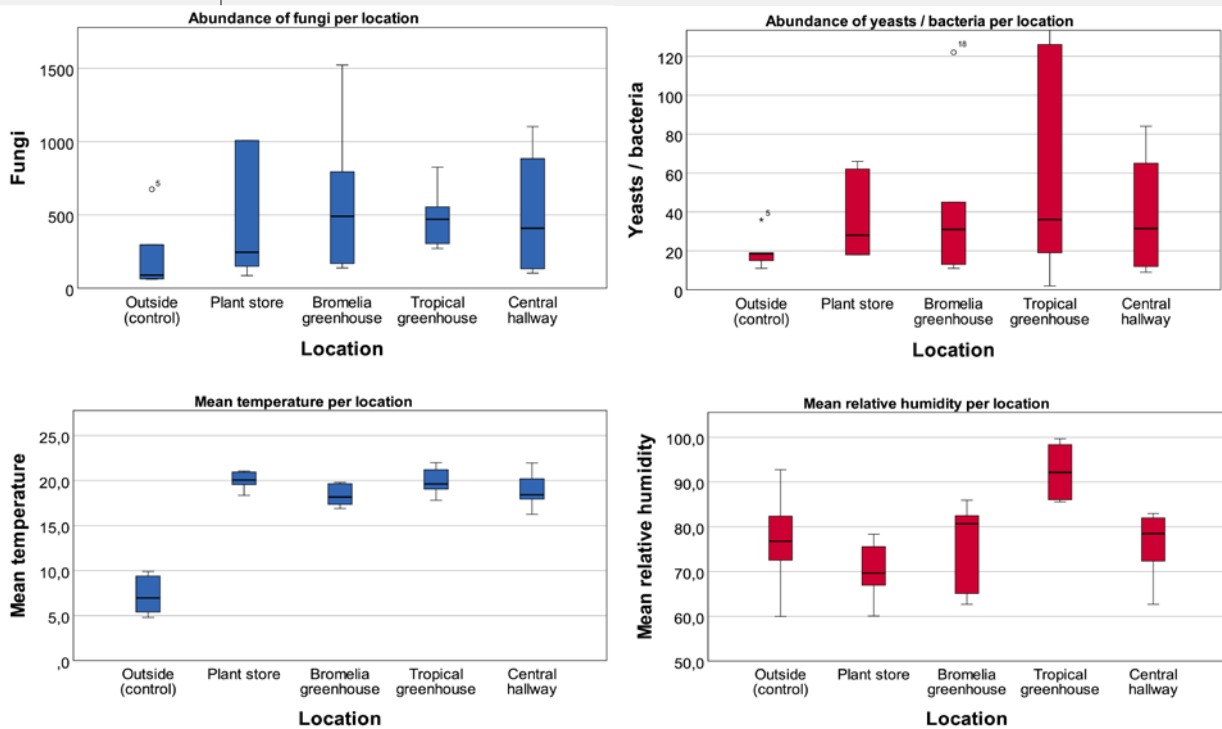 Abundance of fungi per location
Fungi
1500
1000
500
0
5
Outside (control)
Plant store
Bromelia greenhouse
Tropical greenhouse
Central hallway
Location
Abundance of yeasts / bacteria per location
Yeasts / bacteria
120
100
80
60
40
20
0
5
18
Outside (control)
Plant store
Bromelia greenhouse
Tropical greenhouse
Central hallway
Location
Mean temperature per location
Mean temperature
25,0
20,0
15,0
10,0
5,0
,0
Outside (control)
Plant store
Bromelia greenhouse
Tropical greenhouse
Central hallway
Location
Mean relative humidity per location
Mean relative humidity
100,0
90,0
80,0
70,0
60,0
50,0
Outside (control)
Plant store
Bromelia greenhouse
Tropical greenhouse
Central hallway
Location